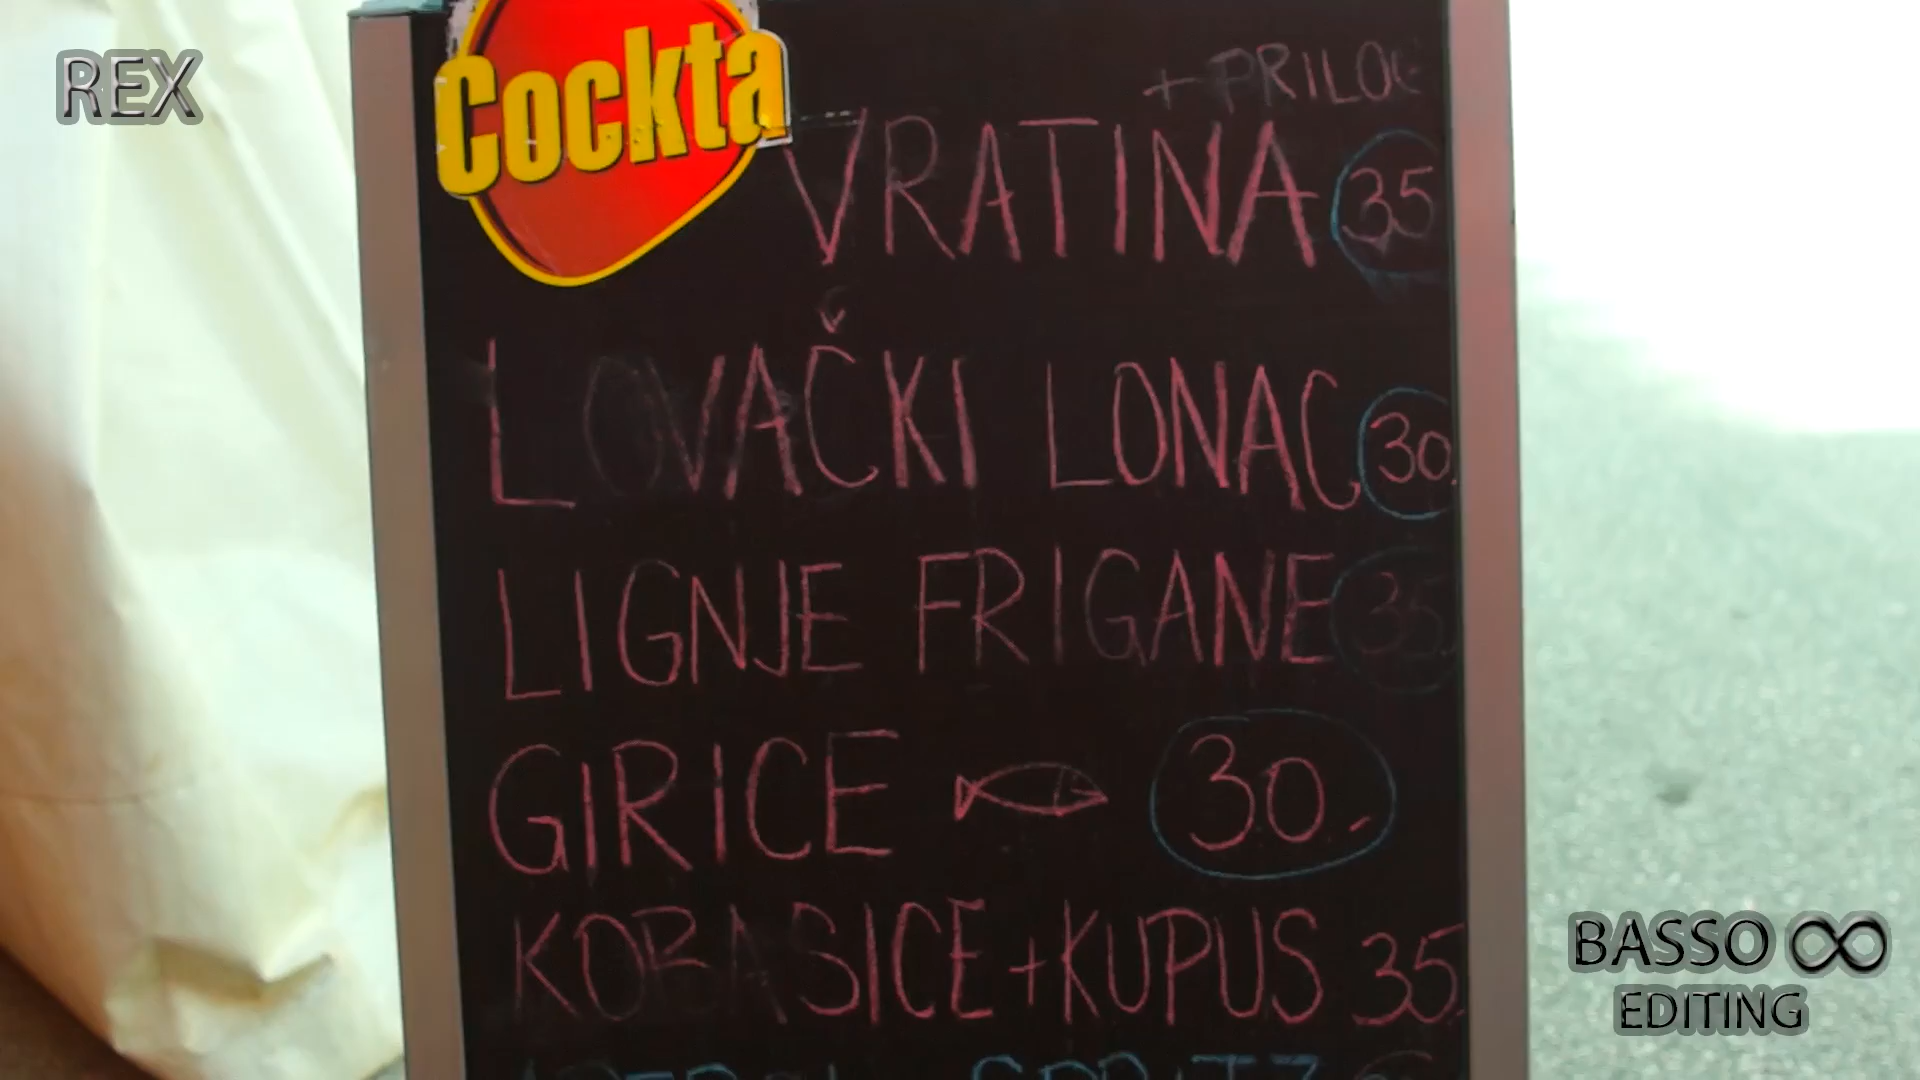 REX
Cockta
+ PRILOG
VRATINA 35
LOVAČKI LONAC 30.
LIGNJE FRIGANE 35
GIRICE 30.-
KOBASICE + KUPUS 35.
BASSO ∞
EDITING